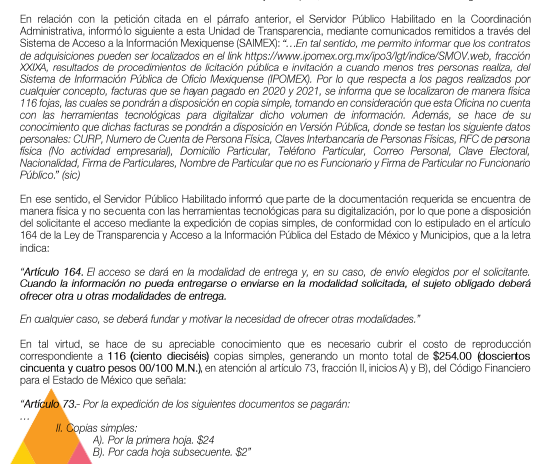 En relación con la petición citada en el párrafo anterior, el Servidor Público Habilitado en la Coordinación
Administrativa, informó lo siguiente a esta Unidad de Transparencia, mediante comunicados remitidos a través del
Sistema de Acceso a la Información Mexiquense (SAIMEX): “…En tal sentido, me permito informar que los contratos
de adquisiciones pueden ser localizados en el link https://www.ipomex.org.mx/ipo3/lgt/indice/SMOV.web, fracción
XXIXA, resultados de procedimientos de licitación pública e invitación a cuando menos tres personas realiza, del
Sistema de Información Pública de Oficio Mexiquense (IPOMEX). Por lo que respecta a los pagos realizados por
cualquier concepto, facturas que se hayan pagado en 2020 y 2021, se informa que se localizaron de manera física
116 fojas, las cuales se pondrán a disposición en copia simple, tomando en consideración que esta Oficina no cuenta
con las herramientas tecnológicas para digitalizar dicho volumen de información. Además, se hace de su
conocimiento que dichas facturas se pondrán a disposición en Versión Pública, donde se testan los siguiente datos
personales: CURP, Numero de Cuenta de Persona Física, Claves Interbancaria de Personas Físicas, RFC de persona
física (No actividad empresarial), Domicilio Particular, Teléfono Particular, Correo Personal, Clave Electoral,
Nacionalidad, Firma de Particulares, Nombre de Particular que no es Funcionario y Firma de Particular no Funcionario
Público.” (sic)
En ese sentido, el Servidor Público Habilitado informó que parte de la documentación requerida se encuentra de
manera física y no se cuenta con las herramientas tecnológicas para su digitalización, por lo que pone a disposición
del solicitante el acceso mediante la expedición de copias simples, de conformidad con lo estipulado en el artículo
164 de la Ley de Transparencia y Acceso a la Información Pública del Estado de México y Municipios, que a la letra
indica:
“Artículo 164. El acceso se dará en la modalidad de entrega y, en su caso, de envío elegidos por el solicitante.
Cuando la información no pueda entregarse o enviarse en la modalidad solicitada, el sujeto obligado deberá
ofrecer otra u otras modalidades de entrega.
En cualquier caso, se deberá fundar y motivar la necesidad de ofrecer otras modalidades.”
En tal virtud, se hace de su apreciable conocimiento que es necesario cubrir el costo de reproducción
correspondiente a 116 (ciento dieciséis) copias simples, generando un monto total de $254.00 (doscientos
cincuenta y cuatro pesos 00/100 M.N.), en atención al artículo 73, fracción II, inicios A) y B), del Código Financiero
para el Estado de México que señala:
“Artículo 73.- Por la expedición de los siguientes documentos se pagarán:
…
II. Copias simples:
A). Por la primera hoja. $24
B). Por cada hoja subsecuente. $2”